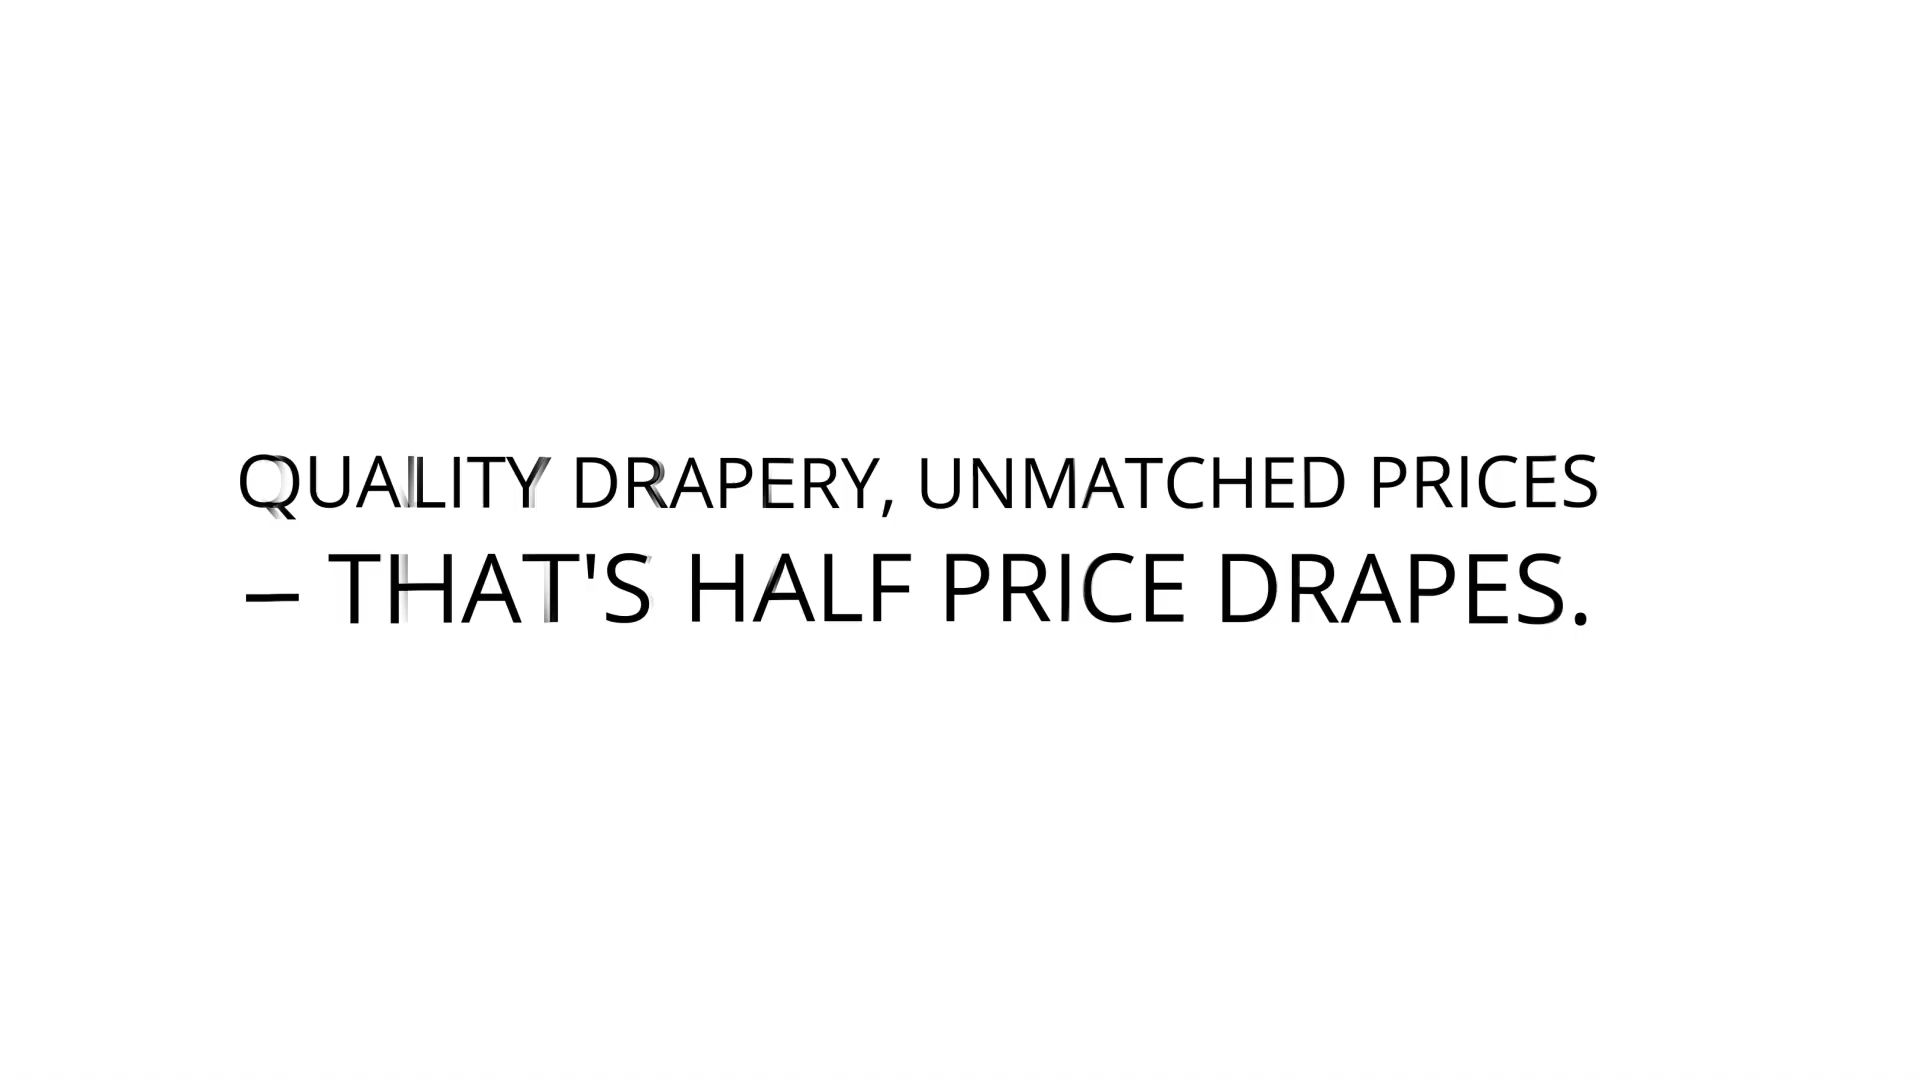 QUALITY DRAPERY, UNMATCHED PRICES
– THAT'S HALF PRICE DRAPES.